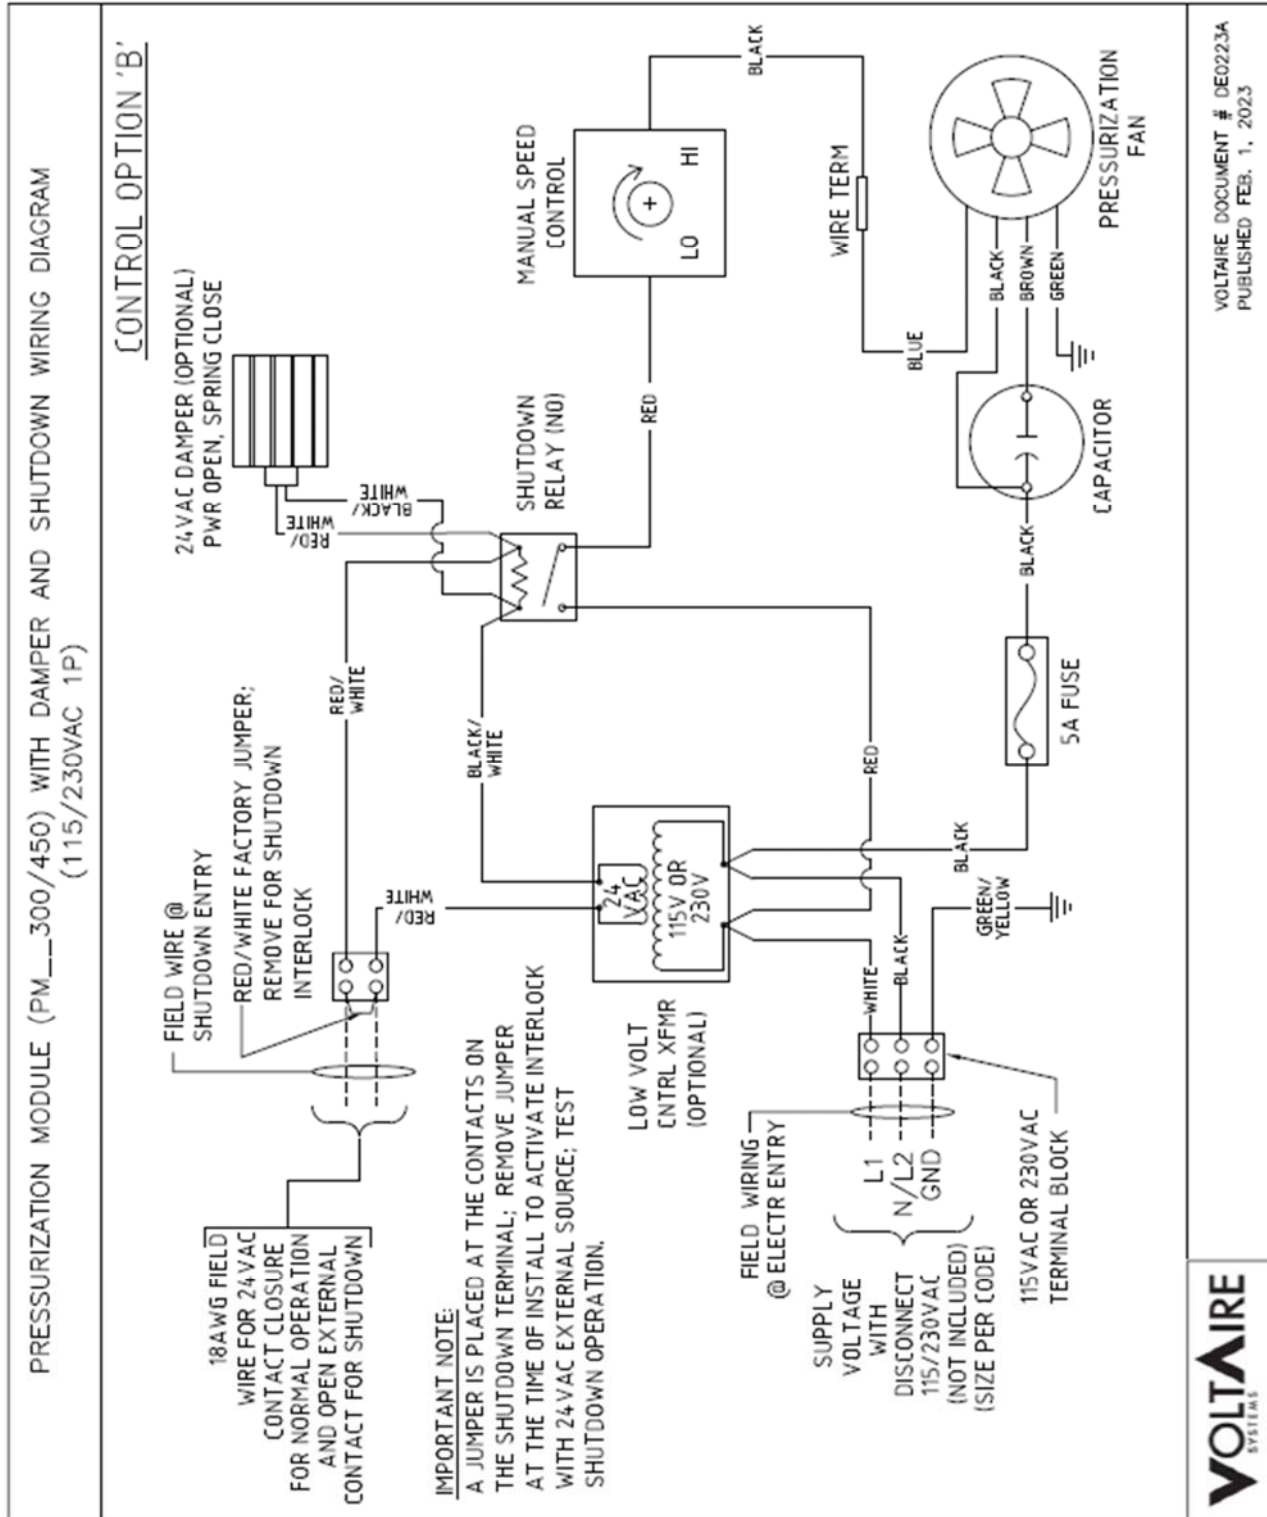 PRESSURIZATION MODULE (PM__300/450) WITH DAMPER AND SHUTDOWN WIRING DIAGRAM
(115/230VAC 1P)
CONTROL OPTION 'B'
18AWG FIELD
WIRE FOR 24VAC
CONTACT CLOSURE
FOR NORMAL OPERATION
AND OPEN EXTERNAL
CONTACT FOR SHUTDOWN
FIELD WIRE @
SHUTDOWN ENTRY
RED/WHITE FACTORY JUMPER;
REMOVE FOR SHUTDOWN
INTERLOCK
24VAC DAMPER (OPTIONAL)
PWR OPEN, SPRING CLOSE
RED/
WHITE
RED/
WHITE
BLACK/
WHITE
RED/
WHITE
BLACK/
WHITE
IMPORTANT NOTE:
A JUMPER IS PLACED AT THE CONTACTS ON
THE SHUTDOWN TERMINAL; REMOVE JUMPER
AT THE TIME OF INSTALL TO ACTIVATE INTERLOCK
WITH 24VAC EXTERNAL SOURCE; TEST
SHUTDOWN OPERATION.
SHUTDOWN
RELAY (NO)
MANUAL SPEED
CONTROL
LO
HI
RED
BLACK
24
VAC
115V OR
230V
LOW VOLT
CNTRL XFMR
(OPTIONAL)
WIRE TERM
BLUE
RED
FIELD WIRING
@ ELECTR ENTRY
L1
N/L2
GND
WHITE
BLACK
GREEN/
YELLOW
BLACK
SUPPLY
VOLTAGE
WITH
DISCONNECT
115/230VAC
(NOT INCLUDED)
(SIZE PER CODE)
115VAC OR 230VAC
TERMINAL BLOCK
5A FUSE
BLACK
CAPACITOR
BLACK
BROWN
GREEN
PRESSURIZATION
FAN
VOLTAIRE
SYSTEMS
VOLTAIRE DOCUMENT # DE0223A
PUBLISHED FEB. 1, 2023